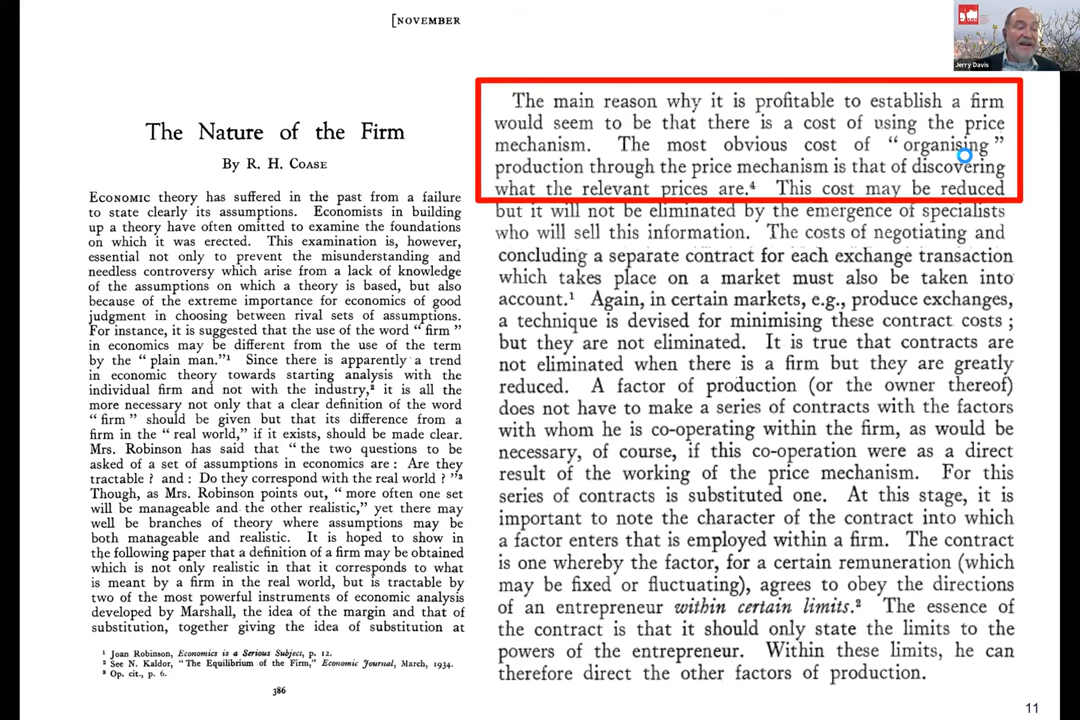 [NOVEMBER
The Nature of the Firm
By R. H. Coase
Economic theory has suffered in the past from a failure
to state clearly its assumptions. Economists in building
up a theory have often omitted to examine the foundations
on which it was erected. This examination is, however,
essential not only to prevent the misunderstanding and
needless controversy which arise from a lack of knowledge
of the assumptions on which a theory is based, but also
because of the extreme importance for economics of good
judgment in choosing between rival sets of assumptions.
For instance, it is suggested that the use of the word “ firm ”
in economics may be different from the use of the term
by the “ plain man.”¹ Since there is apparently a trend
in economic theory towards starting analysis with the
individual firm and not with the industry,² it is all the
more necessary not only that a clear definition of the word
“ firm ” should be given but that its difference from a
firm in the “ real world,” if it exists, should be made clear.
Mrs. Robinson has said that “ the two questions to be
asked of a set of assumptions in economics are : Are they
tractable ? and : Do they correspond with the real world ? ”³
Though, as Mrs. Robinson points out, “ more often one set
will be manageable and the other realistic,” yet there may
well be branches of theory where assumptions may be
both manageable and realistic. It is hoped to show in
the following paper that a definition of a firm may be obtained
which is not only realistic in that it corresponds to what
is meant by a firm in the real world, but is tractable by
two of the most powerful instruments of economic analysis
developed by Marshall, the idea of the margin and that of
substitution, together giving the idea of substitution at
¹ Joan Robinson, Economics is a Serious Subject, p. 12.
² See N. Kaldor, “The Equilibrium of the Firm,” Economic Journal, March, 1934.
³ Op. cit., p. 6.
386
The main reason why it is profitable to establish a firm
would seem to be that there is a cost of using the price
mechanism. The most obvious cost of “ organising ”
production through the price mechanism is that of discovering
what the relevant prices are.⁴ This cost may be reduced
but it will not be eliminated by the emergence of specialists
who will sell this information. The costs of negotiating and
concluding a separate contract for each exchange transaction
which takes place on a market must also be taken into
account.¹ Again, in certain markets, e.g., produce exchanges,
a technique is devised for minimising these contract costs ;
but they are not eliminated. It is true that contracts are
not eliminated when there is a firm but they are greatly
reduced. A factor of production (or the owner thereof)
does not have to make a series of contracts with the factors
with whom he is co-operating within the firm, as would be
necessary, of course, if this co-operation were as a direct
result of the working of the price mechanism. For this
series of contracts is substituted one. At this stage, it is
important to note the character of the contract into which
a factor enters that is employed within a firm. The contract
is one whereby the factor, for a certain remuneration (which
may be fixed or fluctuating), agrees to obey the directions
of an entrepreneur within certain limits.² The essence of
the contract is that it should only state the limits to the
powers of the entrepreneur. Within these limits, he can
therefore direct the other factors of production.
Jerry Davis
11